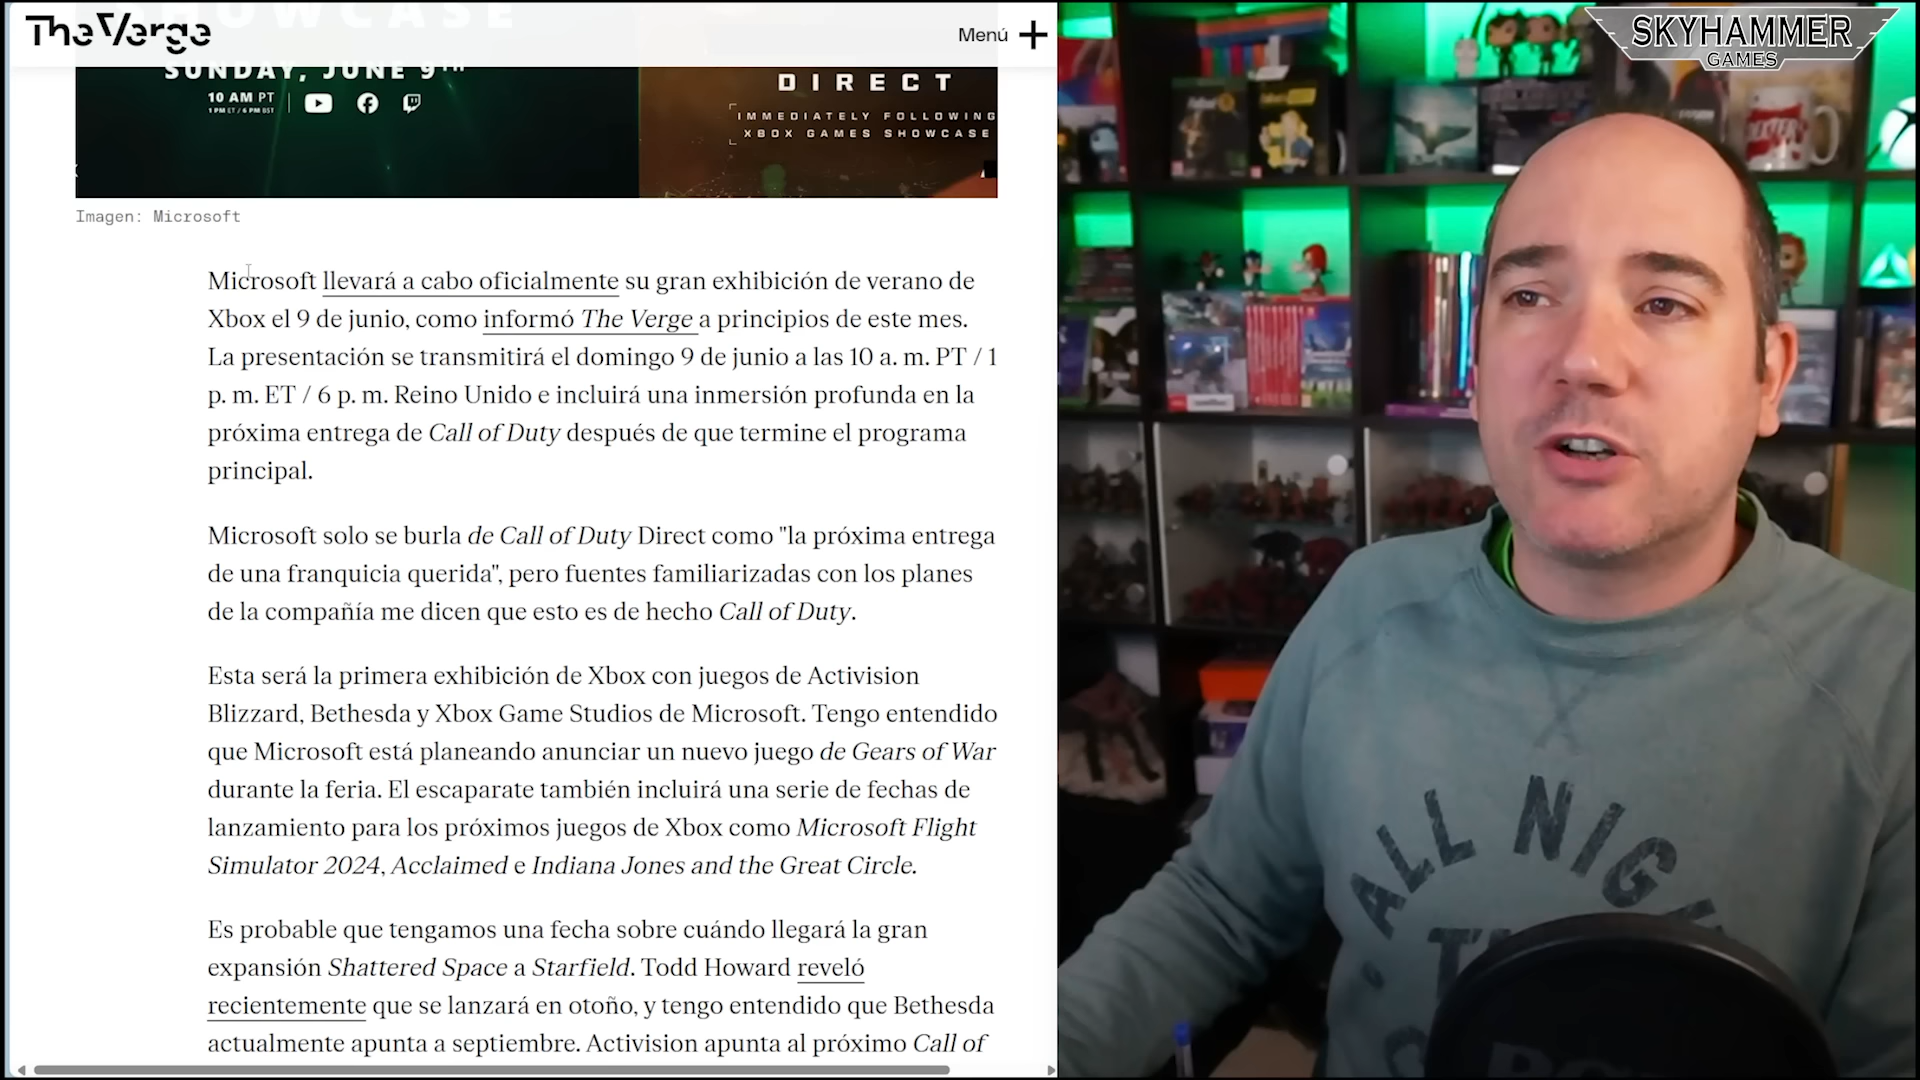 SHOWCASE
The Verge
Menú
SUNDAY, JUNE 9TH
10 AM PT
1 PM ET / 6 PM BST
DIRECT
IMMEDIATELY FOLLOWING
XBOX GAMES SHOWCASE
Imagen: Microsoft
Microsoft llevará a cabo oficialmente su gran exhibición de verano de
Xbox el 9 de junio, como informó The Verge a principios de este mes.
La presentación se transmitirá el domingo 9 de junio a las 10 a. m. PT / 1
p. m. ET / 6 p. m. Reino Unido e incluirá una inmersión profunda en la
próxima entrega de Call of Duty después de que termine el programa
principal.
Microsoft solo se burla de Call of Duty Direct como "la próxima entrega
de una franquicia querida", pero fuentes familiarizadas con los planes
de la compañía me dicen que esto es de hecho Call of Duty.
Esta será la primera exhibición de Xbox con juegos de Activision
Blizzard, Bethesda y Xbox Game Studios de Microsoft. Tengo entendido
que Microsoft está planeando anunciar un nuevo juego de Gears of War
durante la feria. El escaparate también incluirá una serie de fechas de
lanzamiento para los próximos juegos de Xbox como Microsoft Flight
Simulator 2024, Acclaimed e Indiana Jones and the Great Circle.
Es probable que tengamos una fecha sobre cuándo llegará la gran
expansión Shattered Space a Starfield. Todd Howard reveló
recientemente que se lanzará en otoño, y tengo entendido que Bethesda
actualmente apunta a septiembre. Activision apunta al próximo Call of
SKYHAMMER
GAMES
ALL NIGH